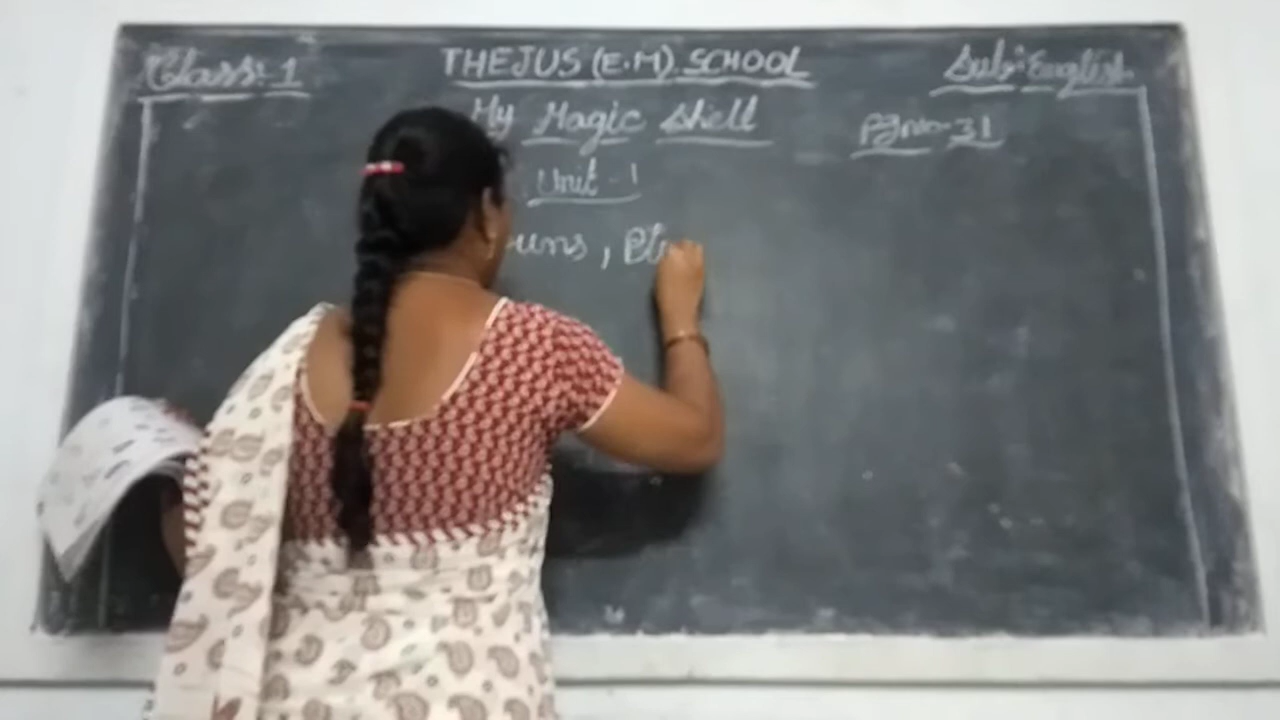 Class: 1 THEJUS (E.M) SCHOOL Sub: English
My Magic Shell Pg no- 31
Unit - 1